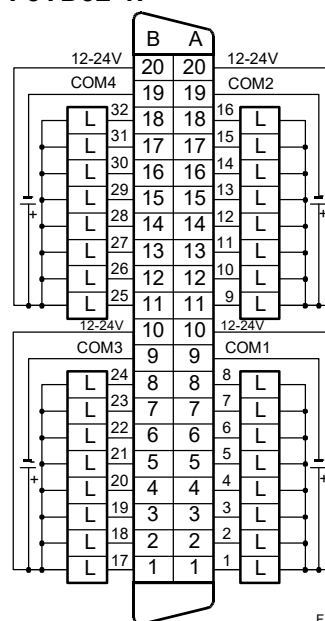 B A
12-24V 20 20 12-24V
COM4 19 19 COM2
L 32 18 18 16 L
L 31 17 17 15 L
L 30 16 16 14 L
L 29 15 15 13 L
L 28 14 14 12 L
L 27 13 13 11 L
L 26 12 12 10 L
L 25 11 11 9 L
12-24V 10 10 12-24V
COM3 9 9 COM1
L 24 8 8 8 L
L 23 7 7 7 L
L 22 6 6 6 L
L 21 5 5 5 L
L 20 4 4 4 L
L 19 3 3 3 L
L 18 2 2 2 L
L 17 1 1 1 L